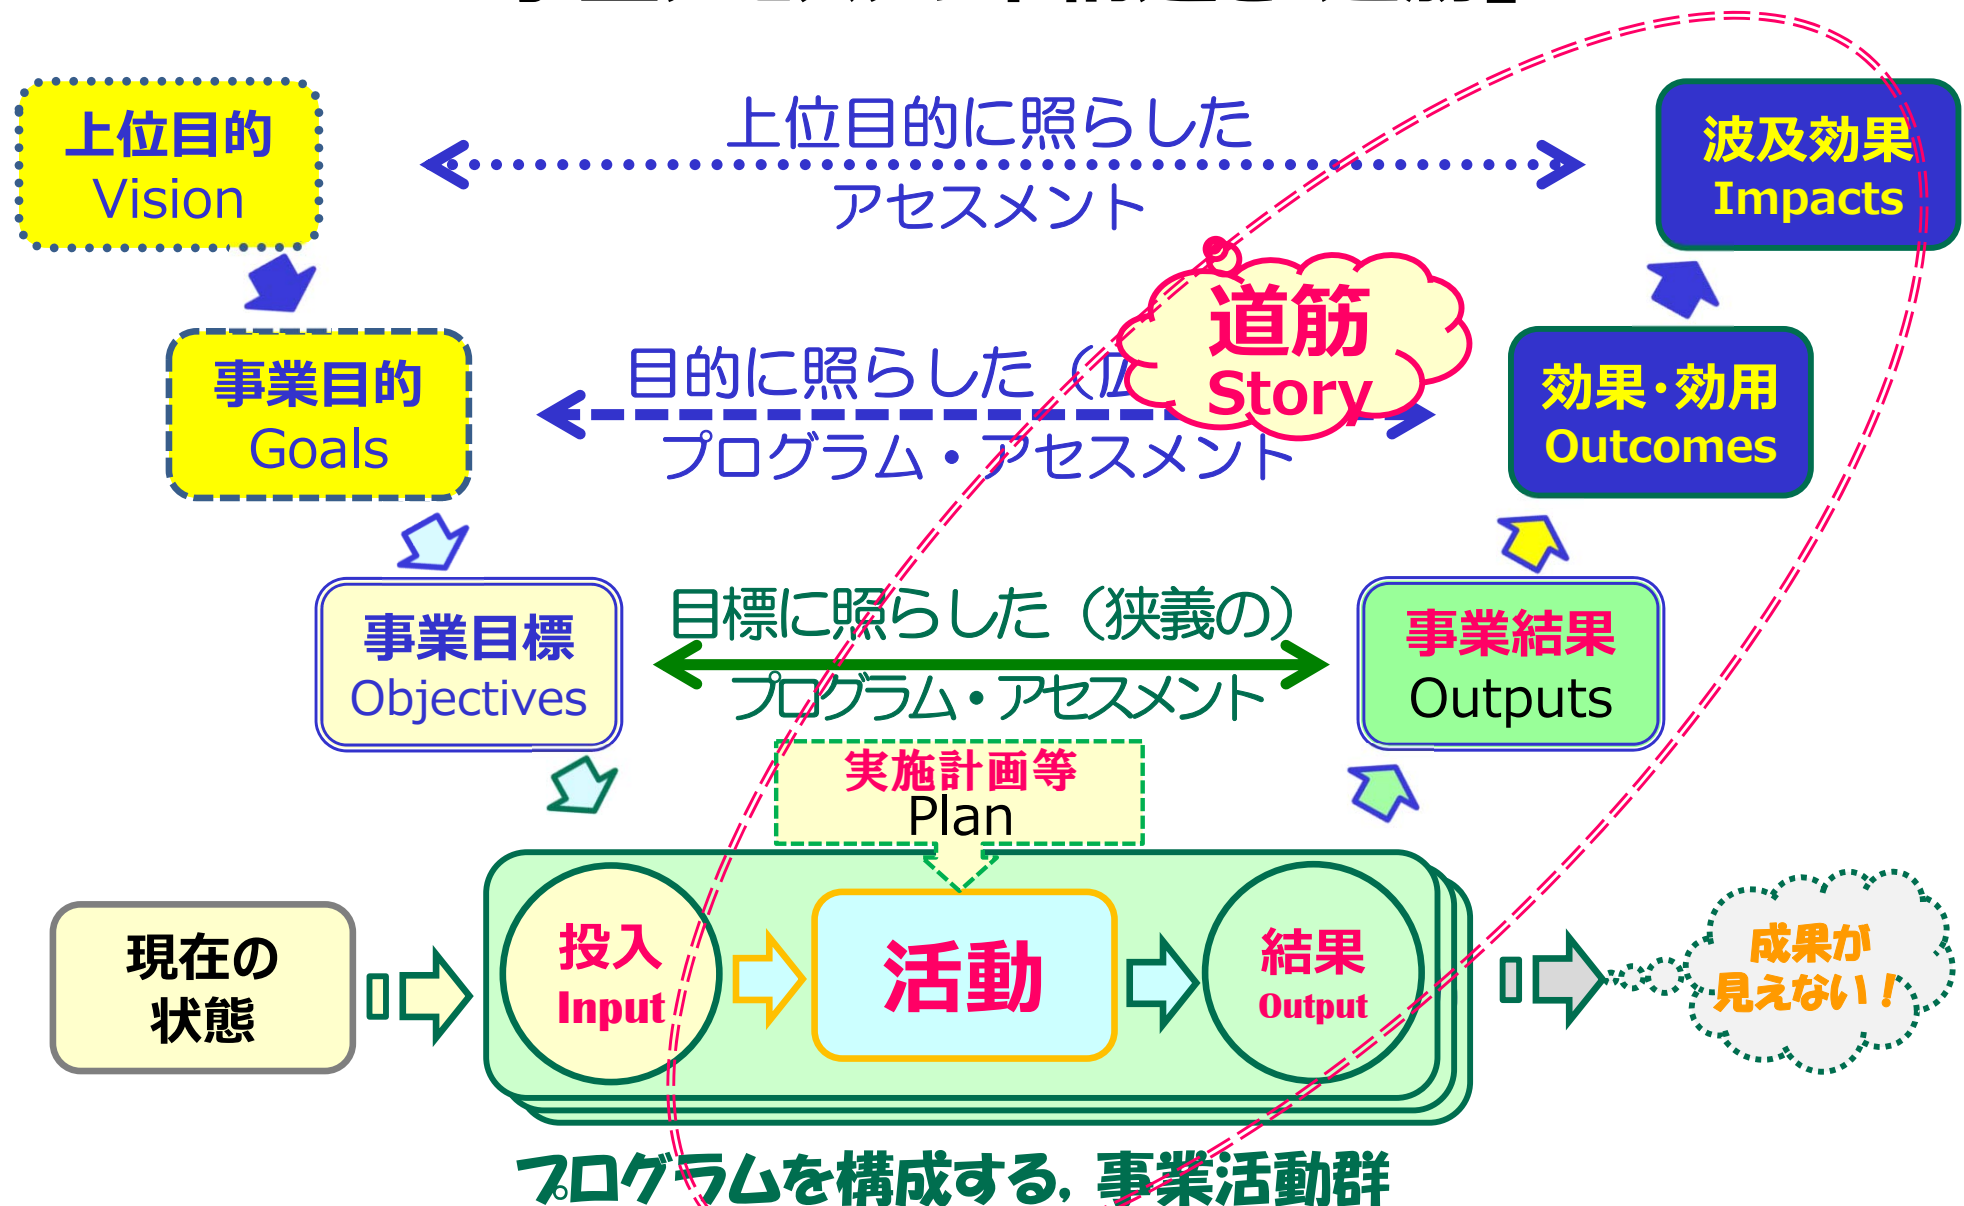 上位目的
Vision
上位目的に照らした
アセスメント
波及効果
Impacts
道筋
Story
事業目的
Goals
目的に照らした（広
プログラム・アセスメント
効果・効用
Outcomes
事業目標
Objectives
目標に照らした（狭義の）
プログラム・アセスメント
事業結果
Outputs
実施計画等
Plan
現在の
状態
投入
Input
活動
結果
Output
成果が
見えない！
プログラムを構成する，事業活動群